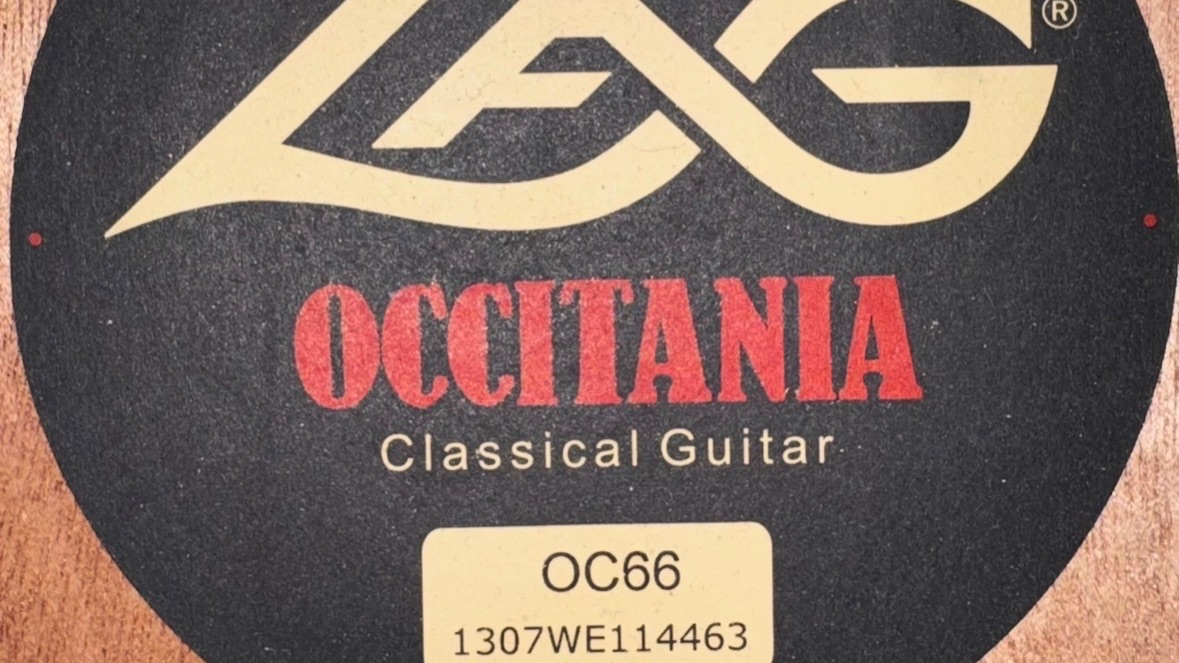 LAG®
OCCITANIA
Classical Guitar
OC66
1307WE114463